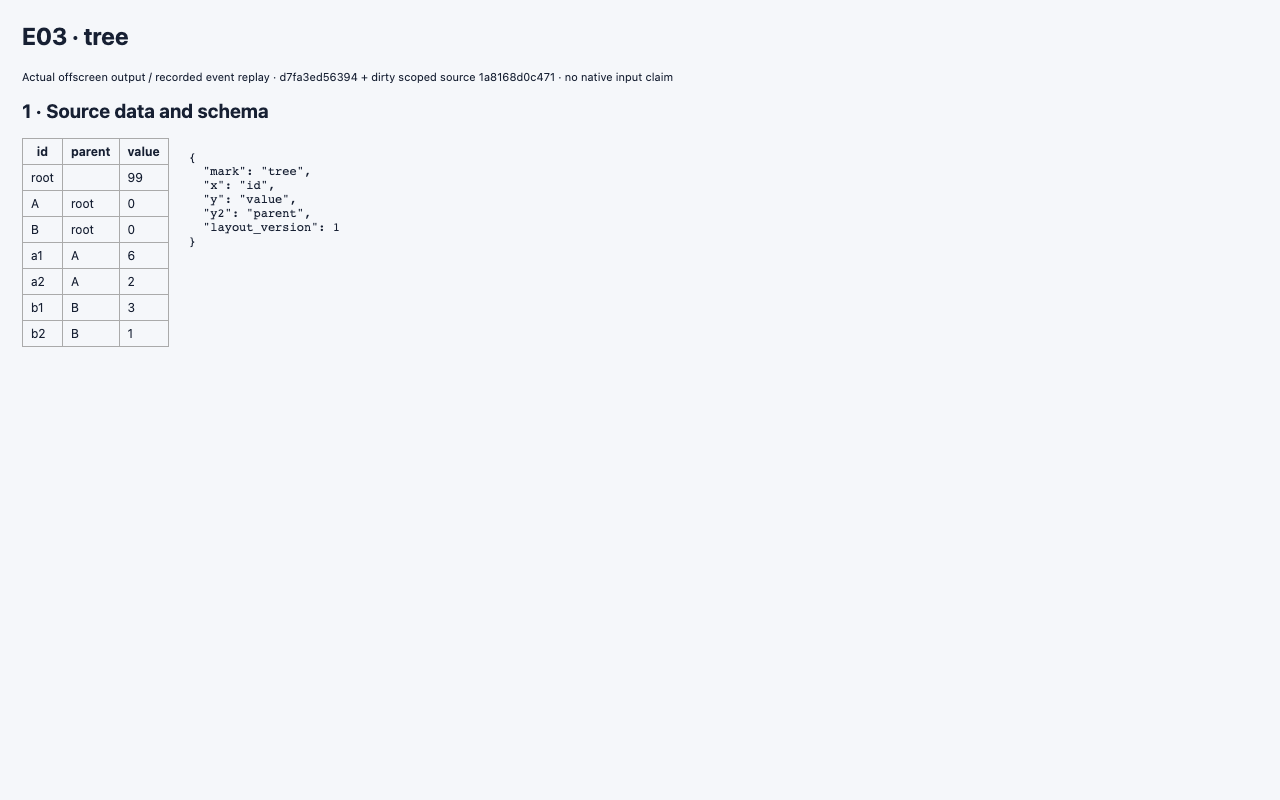 E03 · tree
Actual offscreen output / recorded event replay · d7fa3ed56394 + dirty scoped source 1a8168d0c471 · no native input claim
1 · Source data and schema
id parent value
root 99
A root 0
B root 0
a1 A 6
a2 A 2
b1 B 3
b2 B 1
{
"mark": "tree",
"x": "id",
"y": "value",
"y2": "parent",
"layout_version": 1
}